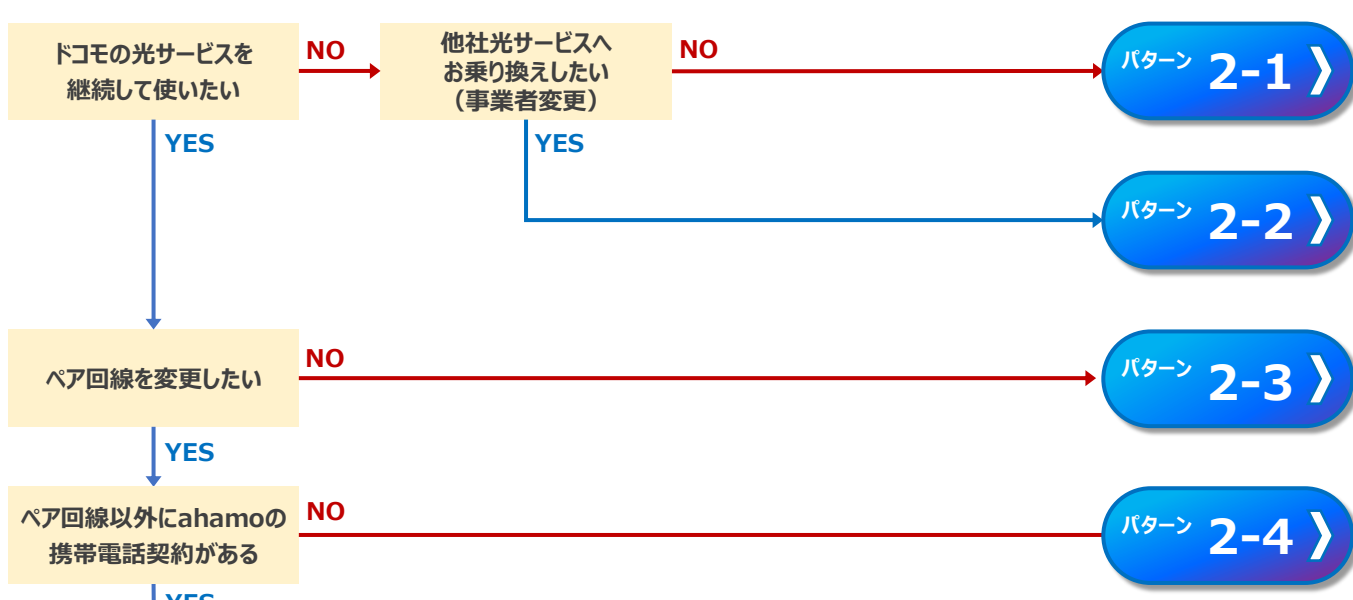 ドコモの光サービスを
継続して使いたい
NO
他社光サービスへ
お乗り換えしたい
（事業者変更）
NO
パターン 2-1 》
YES
YES
パターン 2-2 》
ペア回線を変更したい
NO
パターン 2-3 》
YES
ペア回線以外にahamoの
携帯電話契約がある
NO
パターン 2-4 》
YES